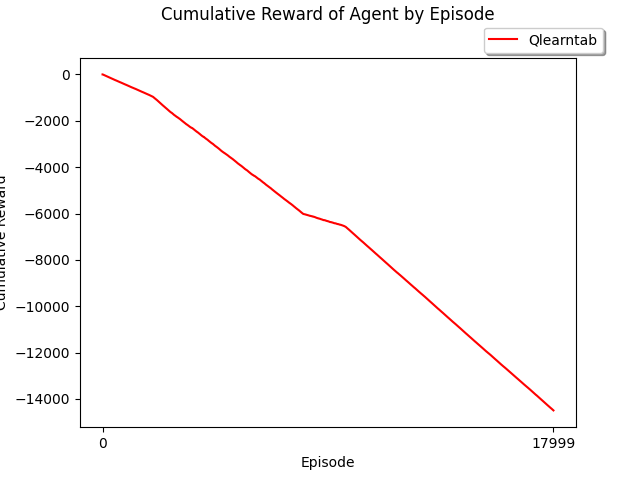 Cumulative Reward of Agent by Episode
Qlearntab
0
−2000
−4000
−6000
−8000
−10000
−12000
−14000
Cumulative Reward
0
17999
Episode